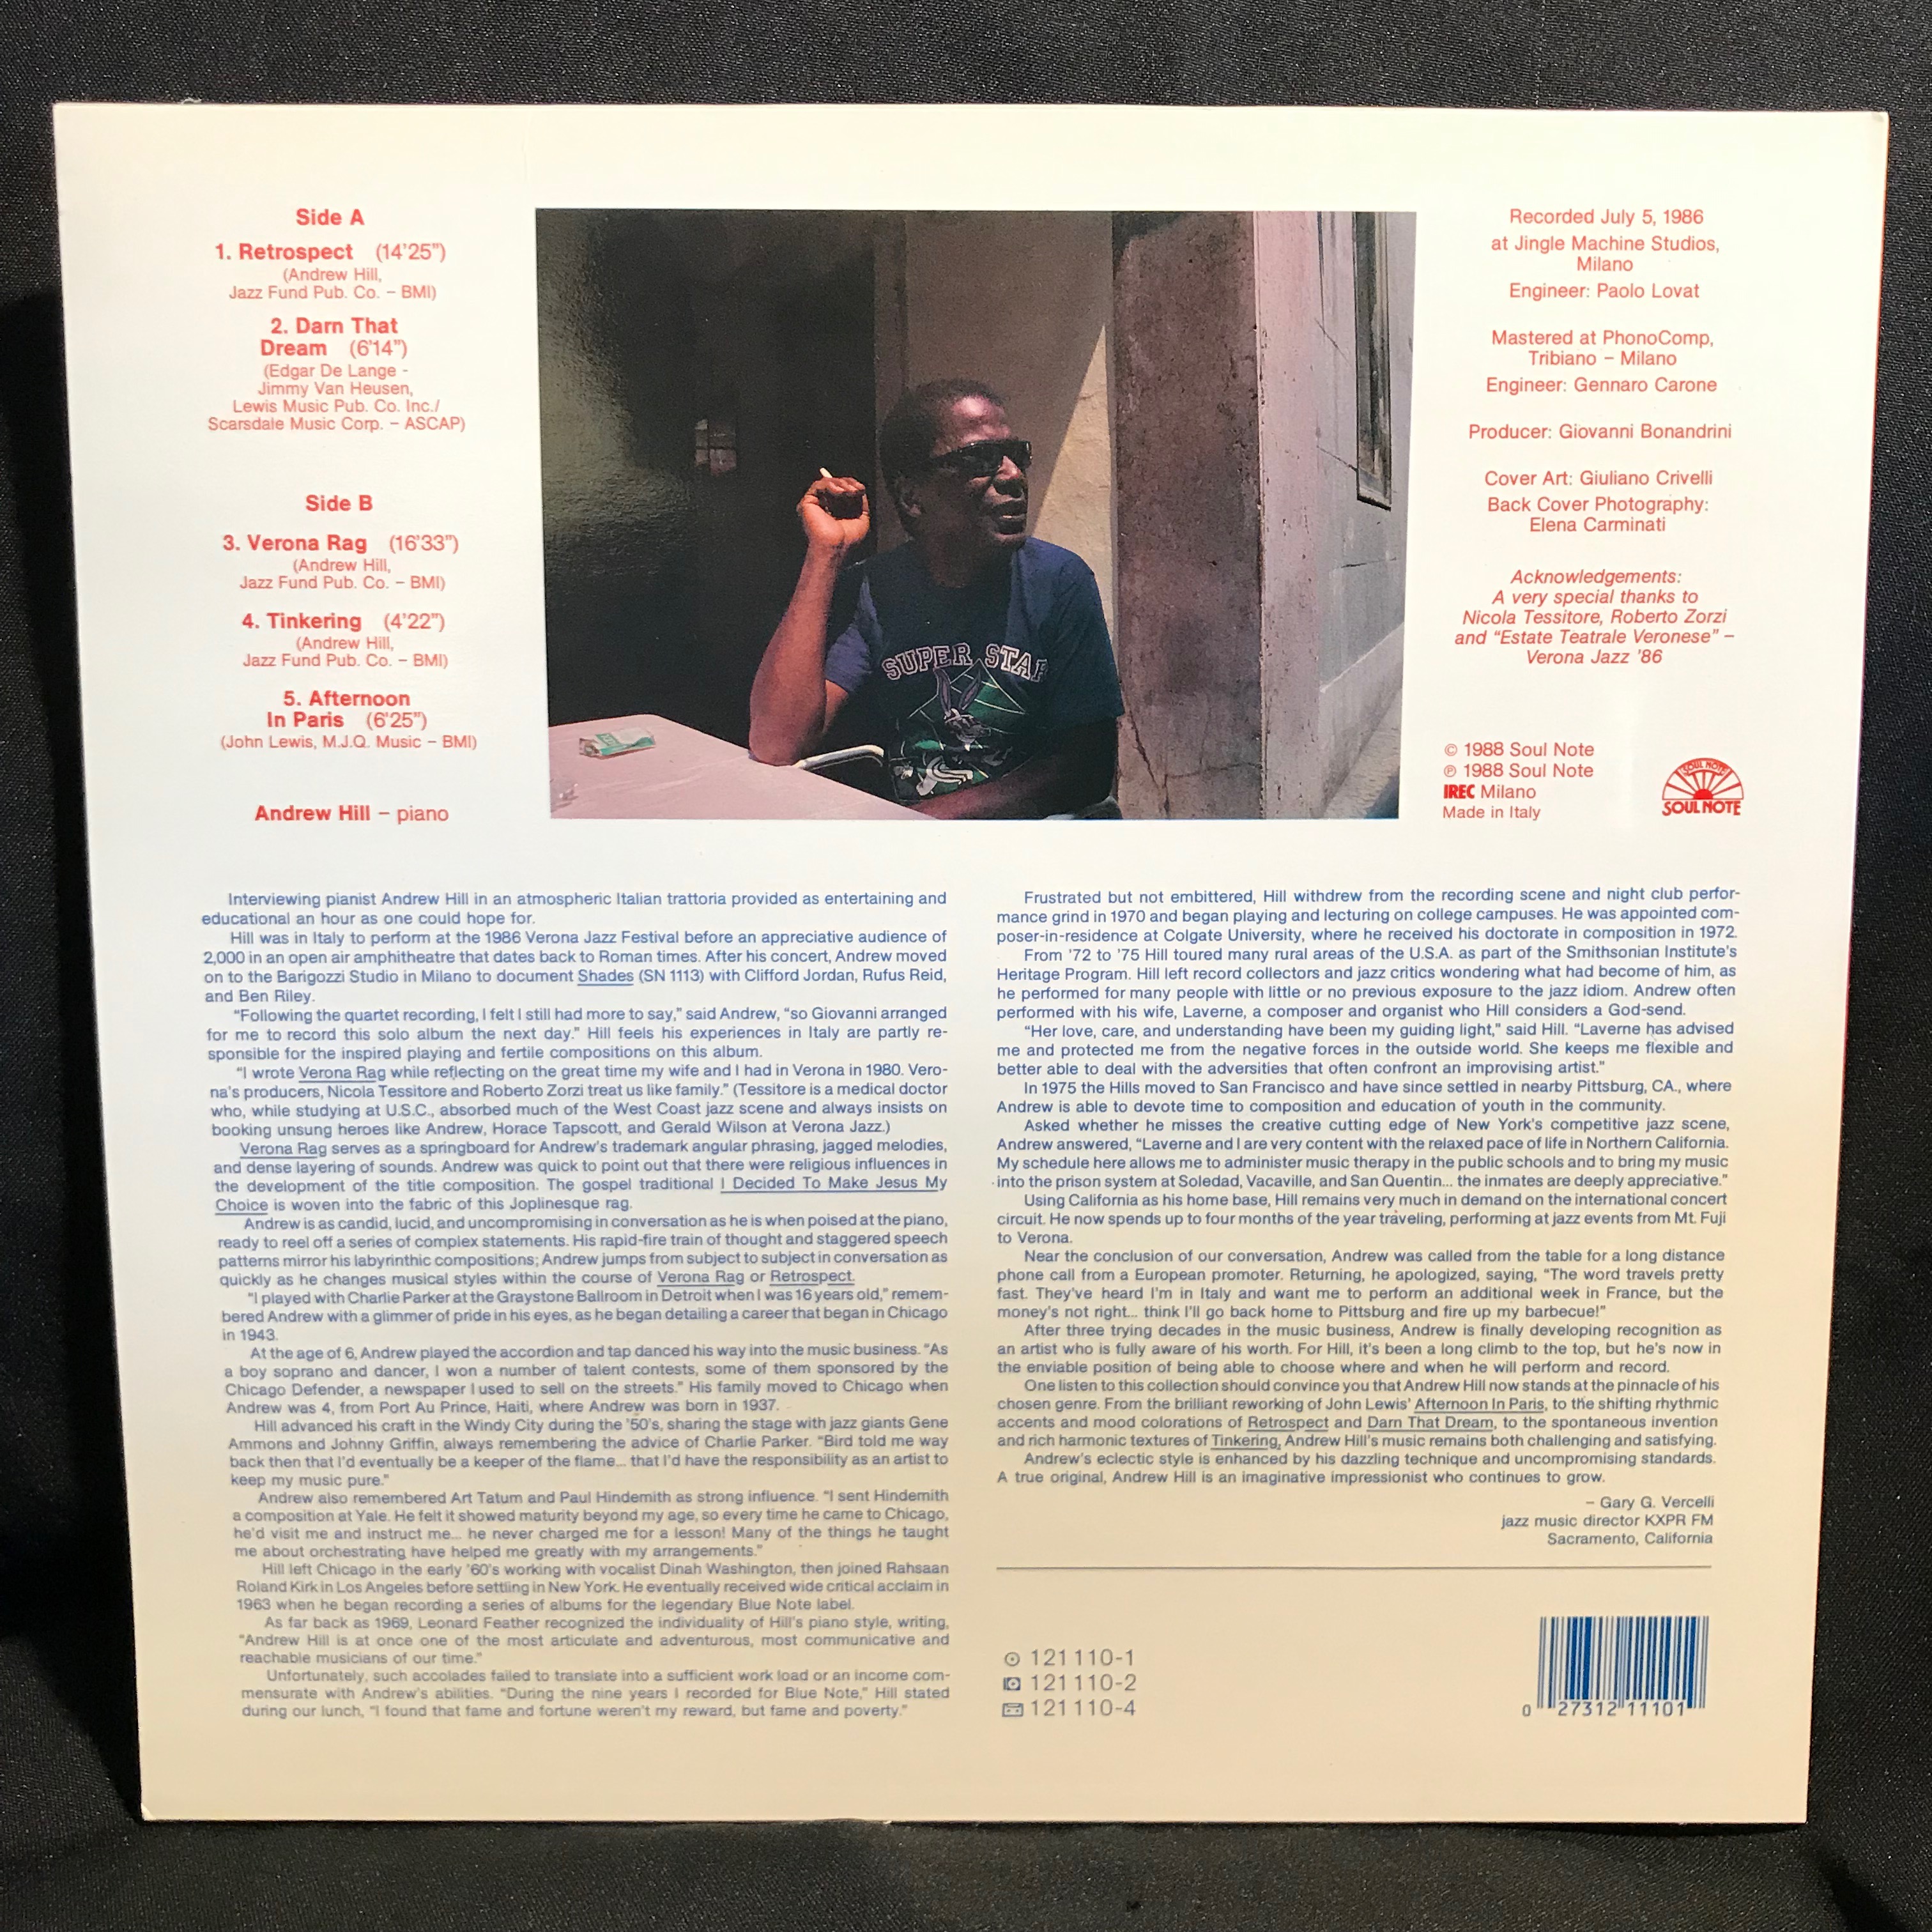 Side A
1. Retrospect (14'25")
(Andrew Hill,
Jazz Fund Pub. Co. – BMI)
2. Darn That
Dream (6'14")
(Edgar De Lange -
Jimmy Van Heusen,
Lewis Music Pub. Co. Inc./
Scarsdale Music Corp. – ASCAP)
Side B
3. Verona Rag (16'33")
(Andrew Hill,
Jazz Fund Pub. Co. – BMI)
4. Tinkering (4'22")
(Andrew Hill,
Jazz Fund Pub. Co. – BMI)
5. Afternoon
In Paris (6'25")
(John Lewis, M.J.Q. Music – BMI)
Andrew Hill – piano
SUPER STAR
Recorded July 5, 1986
at Jingle Machine Studios,
Milano
Engineer: Paolo Lovat
Mastered at PhonoComp,
Tribiano – Milano
Engineer: Gennaro Carone
Producer: Giovanni Bonandrini
Cover Art: Giuliano Crivelli
Back Cover Photography:
Elena Carminati
Acknowledgements:
A very special thanks to
Nicola Tessitore, Roberto Zorzi
and “Estate Teatrale Veronese” –
Verona Jazz '86
© 1988 Soul Note
℗ 1988 Soul Note
IREC Milano
Made in Italy
SOUL NOTE
SOUL NOTE
Interviewing pianist Andrew Hill in an atmospheric Italian trattoria provided as entertaining and
educational an hour as one could hope for.
Hill was in Italy to perform at the 1986 Verona Jazz Festival before an appreciative audience of
2,000 in an open air amphitheatre that dates back to Roman times. After his concert, Andrew moved
on to the Barigozzi Studio in Milano to document Shades (SN 1113) with Clifford Jordan, Rufus Reid,
and Ben Riley.
“Following the quartet recording, I felt I still had more to say,” said Andrew, “so Giovanni arranged
for me to record this solo album the next day.” Hill feels his experiences in Italy are partly re-
sponsible for the inspired playing and fertile compositions on this album.
“I wrote Verona Rag while reflecting on the great time my wife and I had in Verona in 1980. Vero-
na's producers, Nicola Tessitore and Roberto Zorzi treat us like family.” (Tessitore is a medical doctor
who, while studying at U.S.C., absorbed much of the West Coast jazz scene and always insists on
booking unsung heroes like Andrew, Horace Tapscott, and Gerald Wilson at Verona Jazz.)
Verona Rag serves as a springboard for Andrew's trademark angular phrasing, jagged melodies,
and dense layering of sounds. Andrew was quick to point out that there were religious influences in
the development of the title composition. The gospel traditional I Decided To Make Jesus My
Choice is woven into the fabric of this Joplinesque rag.
Andrew is as candid, lucid, and uncompromising in conversation as he is when poised at the piano,
ready to reel off a series of complex statements. His rapid-fire train of thought and staggered speech
patterns mirror his labyrinthic compositions; Andrew jumps from subject to subject in conversation as
quickly as he changes musical styles within the course of Verona Rag or Retrospect.
“I played with Charlie Parker at the Graystone Ballroom in Detroit when I was 16 years old,” remem-
bered Andrew with a glimmer of pride in his eyes, as he began detailing a career that began in Chicago
in 1943.
At the age of 6, Andrew played the accordion and tap danced his way into the music business. “As
a boy soprano and dancer, I won a number of talent contests, some of them sponsored by the
Chicago Defender, a newspaper I used to sell on the streets.” His family moved to Chicago when
Andrew was 4, from Port Au Prince, Haiti, where Andrew was born in 1937.
Hill advanced his craft in the Windy City during the '50's, sharing the stage with jazz giants Gene
Ammons and Johnny Griffin, always remembering the advice of Charlie Parker. “Bird told me way
back then that I'd eventually be a keeper of the flame... that I'd have the responsibility as an artist to
keep my music pure.”
Andrew also remembered Art Tatum and Paul Hindemith as strong influence. “I sent Hindemith
a composition at Yale. He felt it showed maturity beyond my age, so every time he came to Chicago,
he'd visit me and instruct me... he never charged me for a lesson! Many of the things he taught
me about orchestrating have helped me greatly with my arrangements.”
Hill left Chicago in the early '60's working with vocalist Dinah Washington, then joined Rahsaan
Roland Kirk in Los Angeles before settling in New York. He eventually received wide critical acclaim in
1963 when he began recording a series of albums for the legendary Blue Note label.
As far back as 1969, Leonard Feather recognized the individuality of Hill's piano style, writing,
“Andrew Hill is at once one of the most articulate and adventurous, most communicative and
reachable musicians of our time.”
Unfortunately, such accolades failed to translate into a sufficient work load or an income com-
mensurate with Andrew's abilities. “During the nine years I recorded for Blue Note,” Hill stated
during our lunch, “I found that fame and fortune weren't my reward, but fame and poverty.”
Frustrated but not embittered, Hill withdrew from the recording scene and night club perfor-
mance grind in 1970 and began playing and lecturing on college campuses. He was appointed com-
poser-in-residence at Colgate University, where he received his doctorate in composition in 1972.
From '72 to '75 Hill toured many rural areas of the U.S.A. as part of the Smithsonian Institute's
Heritage Program. Hill left record collectors and jazz critics wondering what had become of him, as
he performed for many people with little or no previous exposure to the jazz idiom. Andrew often
performed with his wife, Laverne, a composer and organist who Hill considers a God-send.
“Her love, care, and understanding have been my guiding light,” said Hill. “Laverne has advised
me and protected me from the negative forces in the outside world. She keeps me flexible and
better able to deal with the adversities that often confront an improvising artist.”
In 1975 the Hills moved to San Francisco and have since settled in nearby Pittsburg, CA., where
Andrew is able to devote time to composition and education of youth in the community.
Asked whether he misses the creative cutting edge of New York's competitive jazz scene,
Andrew answered, “Laverne and I are very content with the relaxed pace of life in Northern California.
My schedule here allows me to administer music therapy in the public schools and to bring my music
into the prison system at Soledad, Vacaville, and San Quentin... the inmates are deeply appreciative.”
Using California as his home base, Hill remains very much in demand on the international concert
circuit. He now spends up to four months of the year traveling, performing at jazz events from Mt. Fuji
to Verona.
Near the conclusion of our conversation, Andrew was called from the table for a long distance
phone call from a European promoter. Returning, he apologized, saying, “The word travels pretty
fast. They've heard I'm in Italy and want me to perform an additional week in France, but the
money's not right... think I'll go back home to Pittsburg and fire up my barbecue!”
After three trying decades in the music business, Andrew is finally developing recognition as
an artist who is fully aware of his worth. For Hill, it's been a long climb to the top, but he's now in
the enviable position of being able to choose where and when he will perform and record.
One listen to this collection should convince you that Andrew Hill now stands at the pinnacle of his
chosen genre. From the brilliant reworking of John Lewis' Afternoon In Paris, to the shifting rhythmic
accents and mood colorations of Retrospect and Darn That Dream, to the spontaneous invention
and rich harmonic textures of Tinkering, Andrew Hill's music remains both challenging and satisfying.
Andrew's eclectic style is enhanced by his dazzling technique and uncompromising standards.
A true original, Andrew Hill is an imaginative impressionist who continues to grow.
– Gary G. Vercelli
jazz music director KXPR FM
Sacramento, California
121 110-1
121 110-2
121 110-4
0 27312 11101